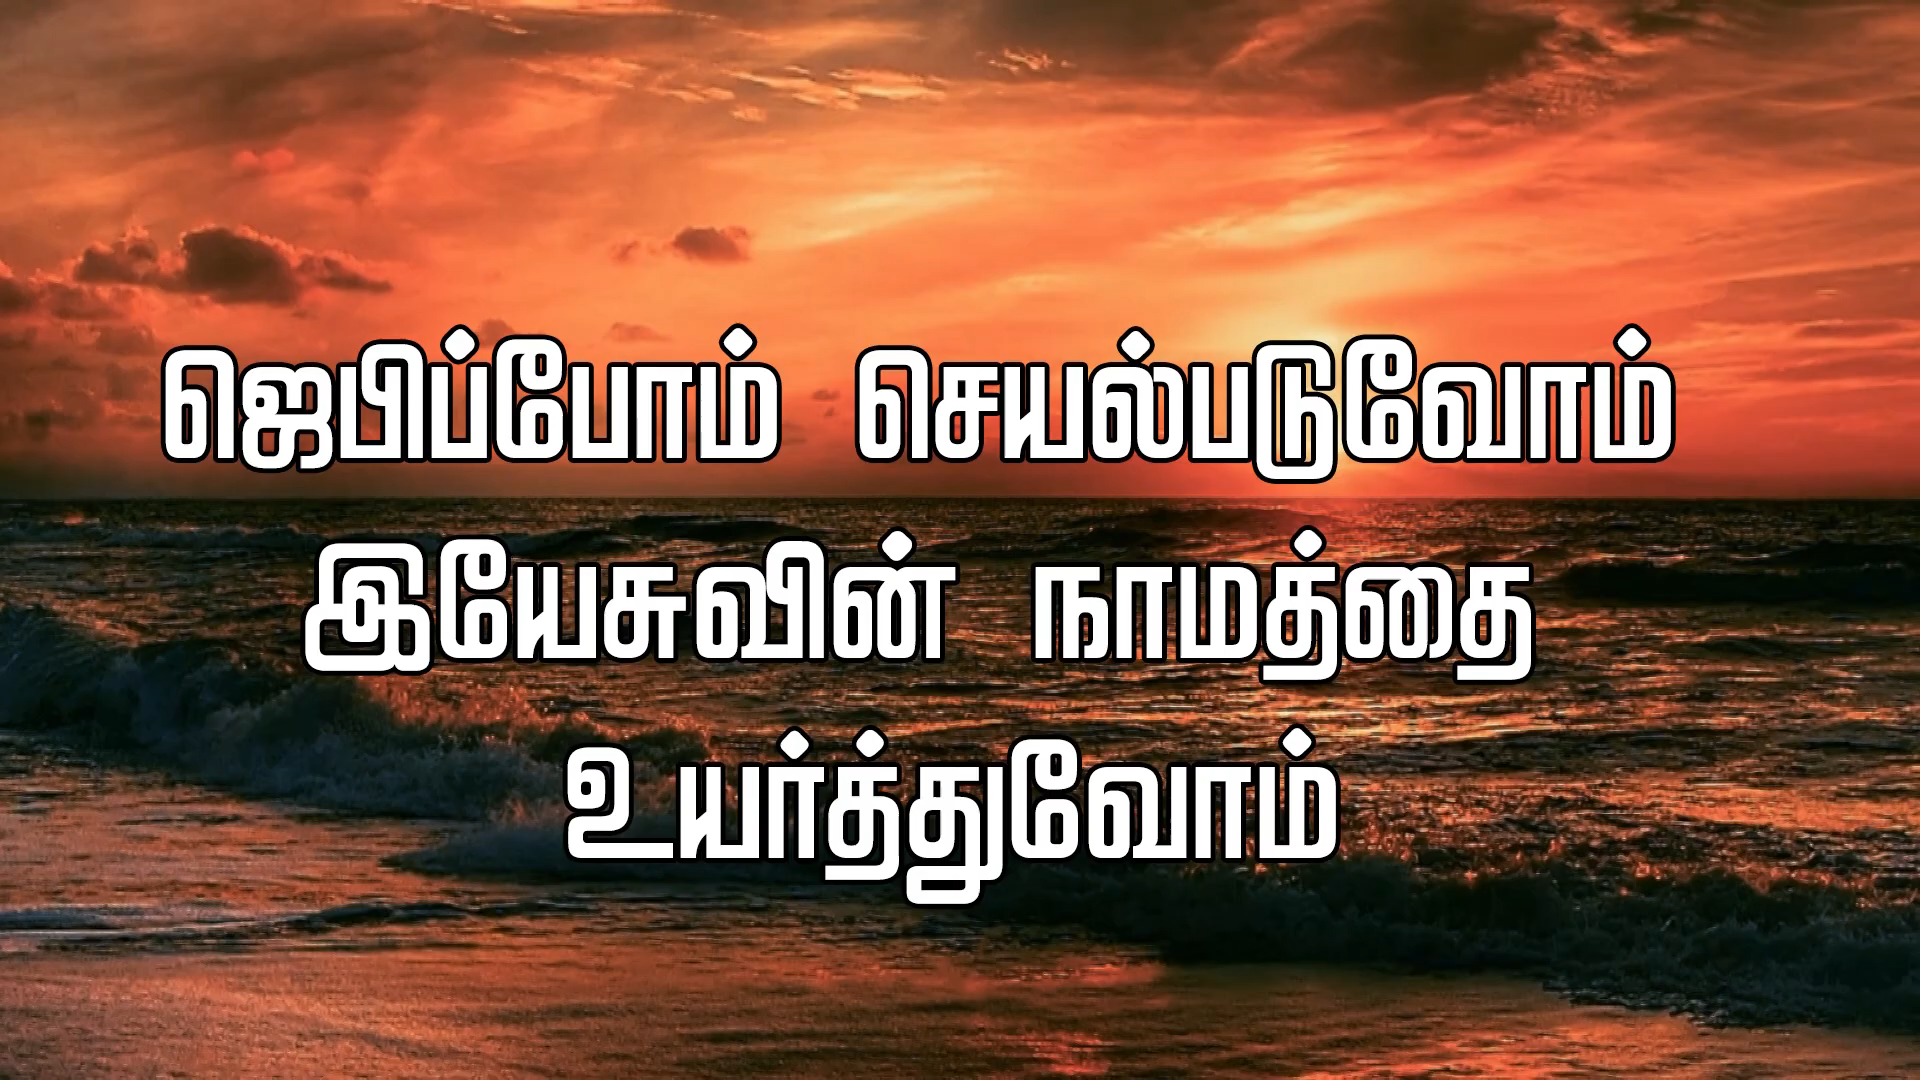 ஜெபிப்போம் செயல்படுவோம்
இயேசுவின் நாமத்தை
உயர்த்துவோம்